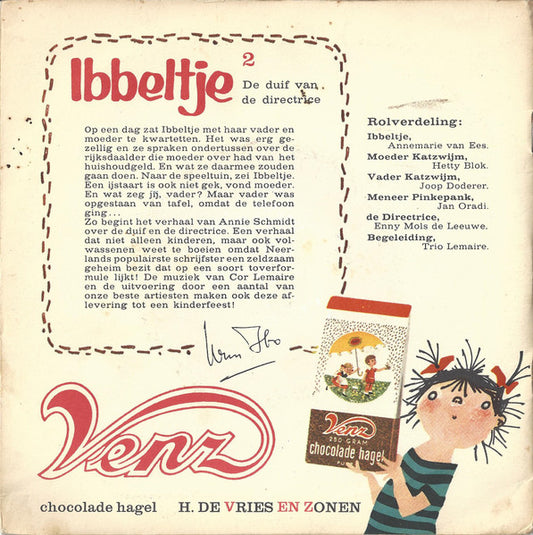 Ibbeltje 2
De duif van
de directrice
Op een dag zat Ibbeltje met haar vader en
moeder te kwartetten. Het was erg ge-
zellig en ze spraken ondertussen over de
rijksdaalder die moeder over had van het
huishoudgeld. En wat ze daarmee zouden
gaan doen. Naar de speeltuin, zei Ibbeltje.
Een ijstaart is ook niet gek, vond moeder.
En wat zeg jij, vader? Maar vader was
opgestaan van tafel, omdat de telefoon
ging...
Zo begint het verhaal van Annie Schmidt
over de duif en de directrice. Een verhaal
dat niet alleen kinderen, maar ook vol-
wassenen weet te boeien omdat Neer-
lands populairste schrijfster een zeldzaam
geheim bezit dat op een soort toverfor-
mule lijkt! De muziek van Cor Lemaire
en de uitvoering door een aantal van
onze beste artiesten maken ook deze af-
levering tot een kinderfeest!
Wim Ibo
Rolverdeling:
Ibbeltje,
Annemarie van Ees.
Moeder Katzwijm,
Hetty Blok.
Vader Katzwijm,
Joop Doderer.
Meneer Pinkepank,
Jan Oradi.
de Directrice,
Enny Mols de Leeuwe.
Begeleiding,
Trio Lemaire.
Venz
250 GRAM
chocolade hagel
PUUR
Venz
chocolade hagel H. DE VRIES EN ZONEN